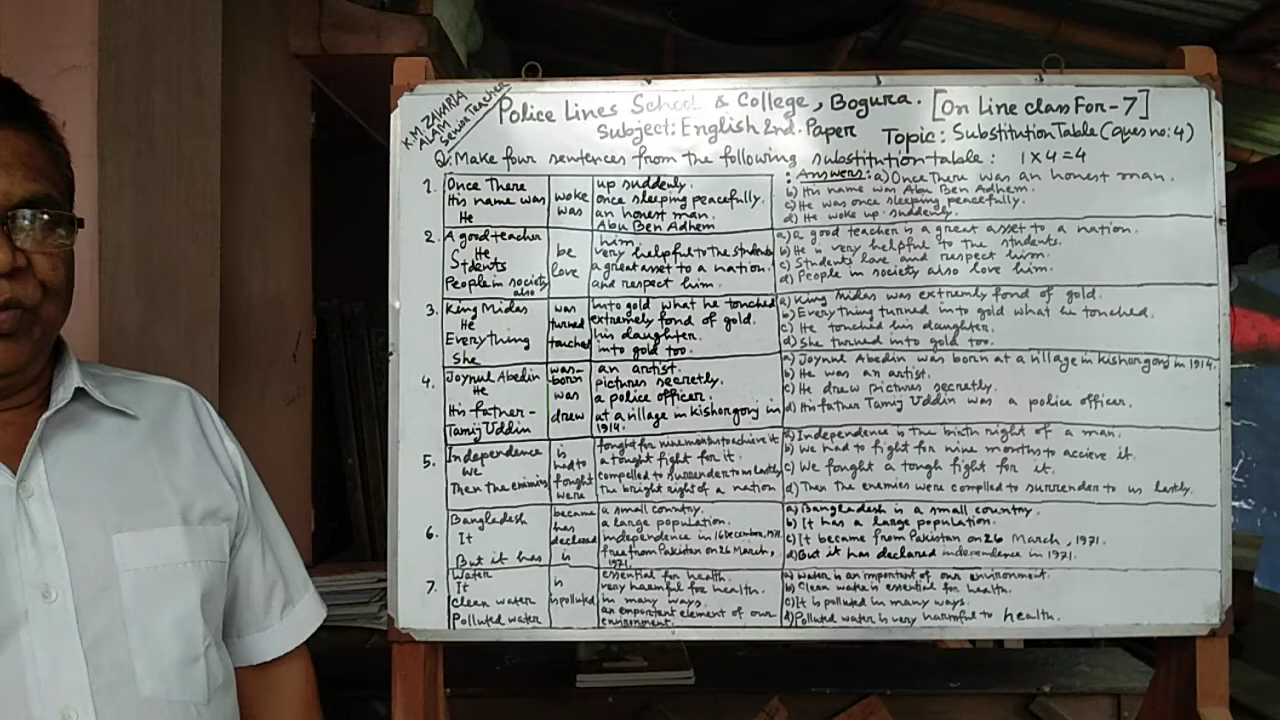 K.M. ZAKARIA
ALAM
Senior Teacher
Police Lines School & College, Bogura. [On Line class For-7]
Subject: English 2nd. Paper Topic: Substitution Table (ques no: 4)
Q: Make four sentences from the following substitution table: 1 x 4 = 4
1. Once There
His name was
He
woke
was
up suddenly.
once sleeping peacefully.
an honest man.
Abu Ben Adhem
: Answers: a) Once There was an honest man.
b) His name was Abu Ben Adhem.
c) He was once sleeping peacefully.
d) He woke up suddenly.
2. A good teacher
He
Stdents
People in society
also
be
love
him
very helpful to the students
a great asset to a nation.
and respect him.
a) a good teacher is a great asset to a nation.
b) He is very helpful to the students.
c) Students love and respect him.
d) People in society also love him.
3. King Midas
He
Everything
She
was
turned
touched
into gold what he touched
extremely fond of gold.
his daughter.
into gold too.
a) King Midas was extremly fond of gold.
b) Everything turned into gold what he touched.
c) He touched his daughter.
d) She turned into gold too.
4. Joynul Abedin
He
His father-
Tamij Uddin
was-
born
was
drew
an artist.
pictures secretly.
a police officer.
at a village in kishorgonj in
1914.
a) Joynul Abedin was born at a village in kishorgonj in 1914.
b) He was an artist.
c) He drew pictures secretly.
d) His father Tamij Uddin was a police officer.
5. Independence
We
Then the enimies
is
had to
fought
were
fought for nine months to achieve it
a tought fight for it.
compelled to surrender to us lastly
the bright right of a nation
a) Independence is the birth right of a man.
b) We had to fight for nine months to accieve it.
c) We fought a tough fight for it.
d) Then the enemies were complled to surrender to us lastly.
6. Bangladesh
It
But it has
became
has
declared
is
a small country.
a large population.
independence in 16 December, 1971.
free from Pakistan on 26 March,
1971.
a) Bangladesh is a small country.
b) It has a large population.
c) It became from Pakistan on 26 March, 1971.
d) But it has declared independence in 1971.
7. Water
It
Clean water
Polluted water
is
is polluted
essential for health.
very harmful for health.
in many ways.
an emportent element of our
environment.
a) Water is an important of our environment.
b) Clean water is essential for health.
c) It is polluted in many ways.
d) Polluted water is very harmful to health.